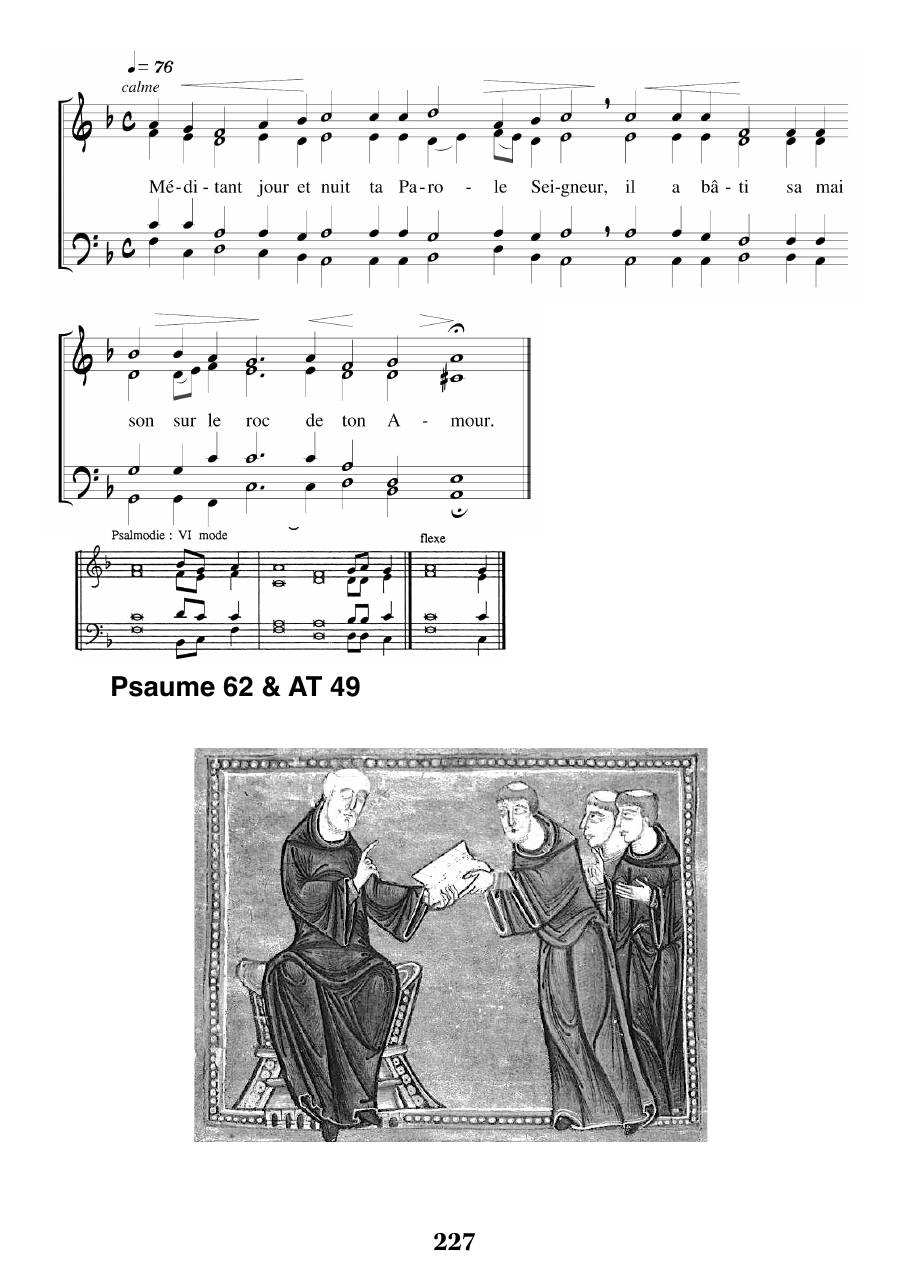 = 76
calme
Mé-di-tant jour et nuit ta Pa-ro - le Sei-gneur, il a bâ-ti sa mai
son sur le roc de ton A - mour.
Psalmodie : VI mode
flexe
Psaume 62 & AT 49
227